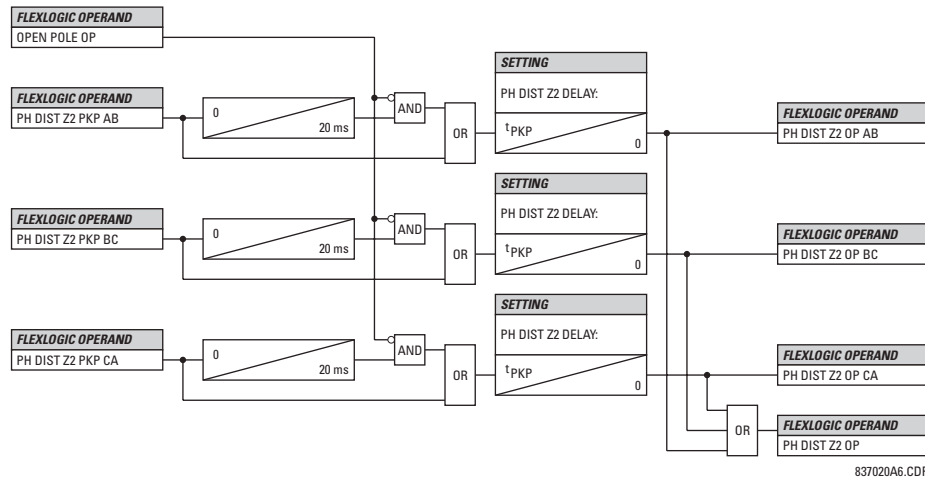 FLEXLOGIC OPERAND
OPEN POLE OP
FLEXLOGIC OPERAND
PH DIST Z2 PKP AB
0
20 ms
AND
OR
SETTING
PH DIST Z2 DELAY:
tPKP
0
FLEXLOGIC OPERAND
PH DIST Z2 OP AB
FLEXLOGIC OPERAND
PH DIST Z2 PKP BC
0
20 ms
AND
OR
SETTING
PH DIST Z2 DELAY:
tPKP
0
FLEXLOGIC OPERAND
PH DIST Z2 OP BC
FLEXLOGIC OPERAND
PH DIST Z2 PKP CA
0
20 ms
AND
OR
SETTING
PH DIST Z2 DELAY:
tPKP
0
FLEXLOGIC OPERAND
PH DIST Z2 OP CA
OR
FLEXLOGIC OPERAND
PH DIST Z2 OP
837020A6.CDR